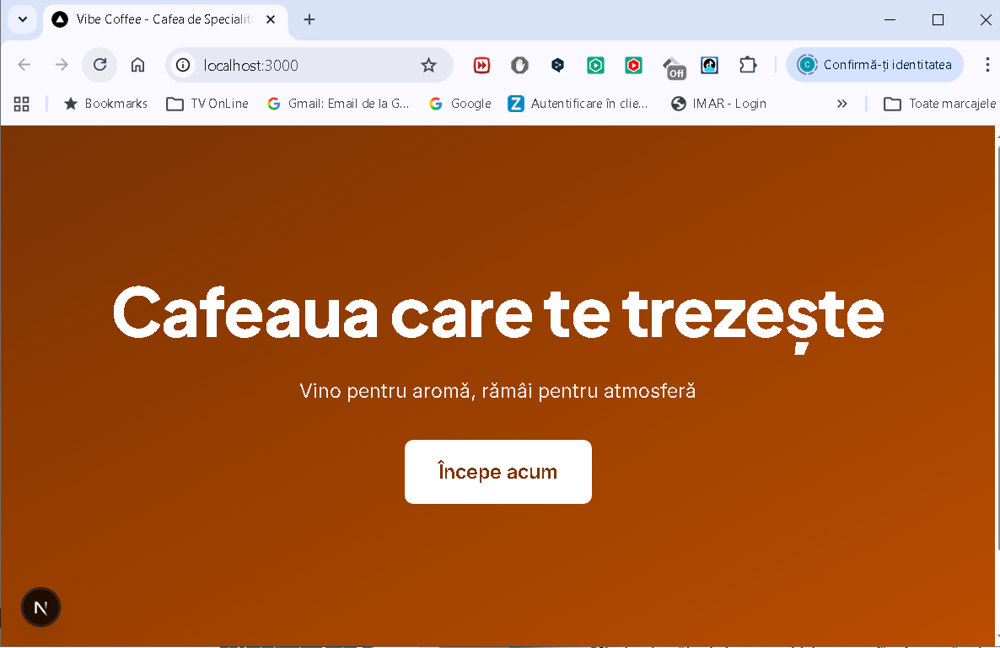 Vibe Coffee - Cafea de Specialit
localhost:3000
Off
C
Confirmă-ți identitatea
Bookmarks
TV OnLine
Gmail: Email de la G...
Google
Z
Autentificare în clie...
IMAR - Login
Toate marcajele
Cafeaua care te trezește
Vino pentru aromă, rămâi pentru atmosferă
Începe acum
N